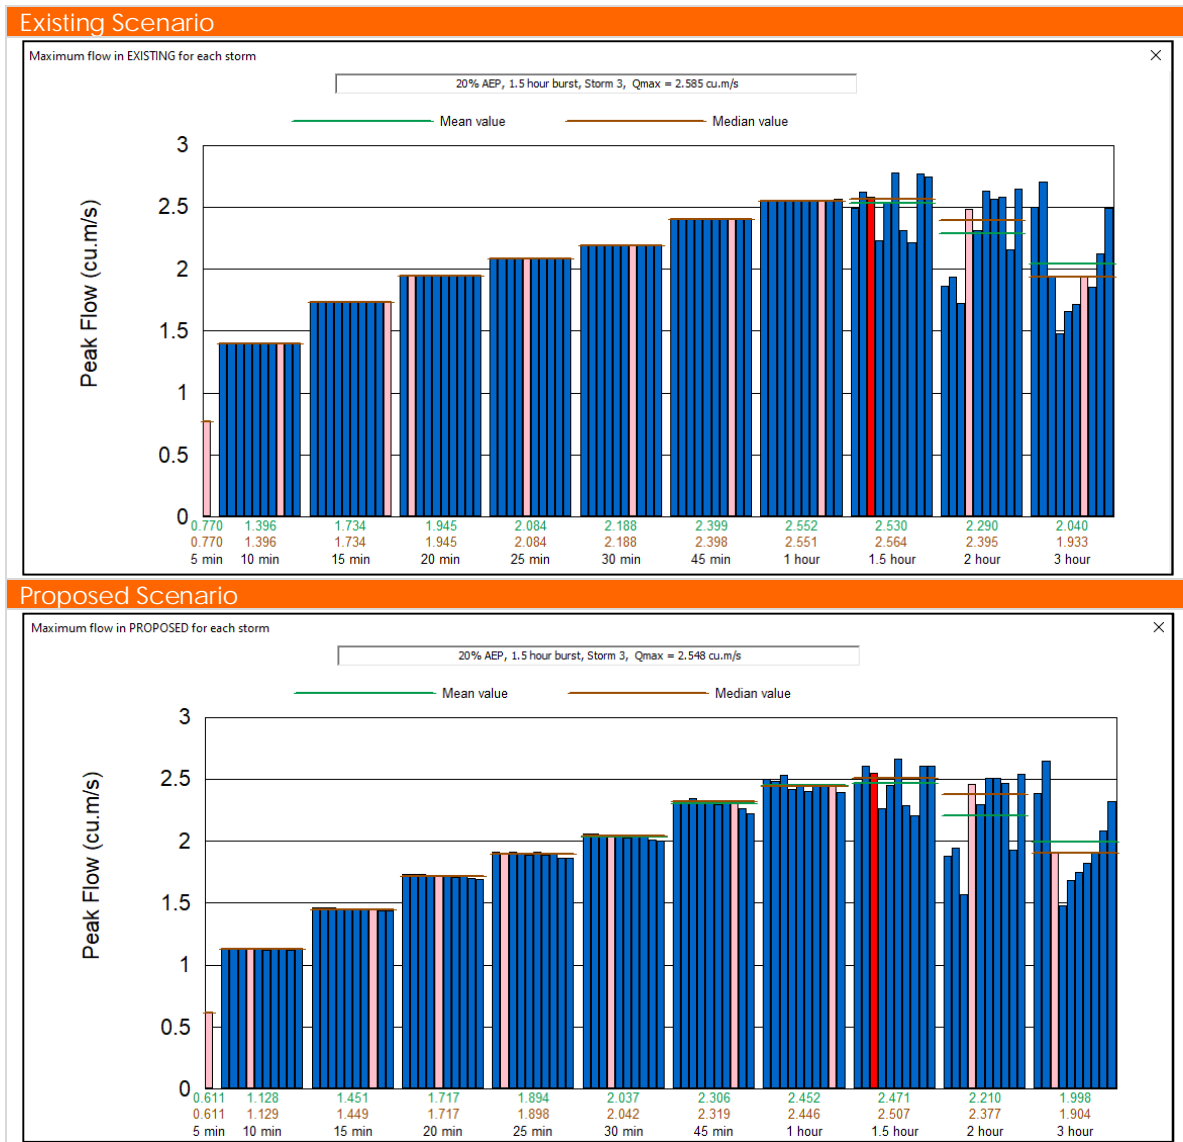 Existing Scenario
Maximum flow in EXISTING for each storm
20% AEP, 1.5 hour burst, Storm 3, Qmax = 2.585 cu.m/s
Mean value Median value
Peak Flow (cu.m/s)
3
2.5
2
1.5
1
0.5
0
0.770 1.396 1.734 1.945 2.084 2.188 2.399 2.552 2.530 2.290 2.040
0.770 1.396 1.734 1.945 2.084 2.188 2.398 2.551 2.564 2.395 1.933
5 min 10 min 15 min 20 min 25 min 30 min 45 min 1 hour 1.5 hour 2 hour 3 hour
Proposed Scenario
Maximum flow in PROPOSED for each storm
20% AEP, 1.5 hour burst, Storm 3, Qmax = 2.548 cu.m/s
Mean value Median value
Peak Flow (cu.m/s)
3
2.5
2
1.5
1
0.5
0
0.611 1.128 1.451 1.717 1.894 2.037 2.306 2.452 2.471 2.210 1.998
0.611 1.129 1.449 1.717 1.898 2.042 2.319 2.446 2.507 2.377 1.904
5 min 10 min 15 min 20 min 25 min 30 min 45 min 1 hour 1.5 hour 2 hour 3 hour